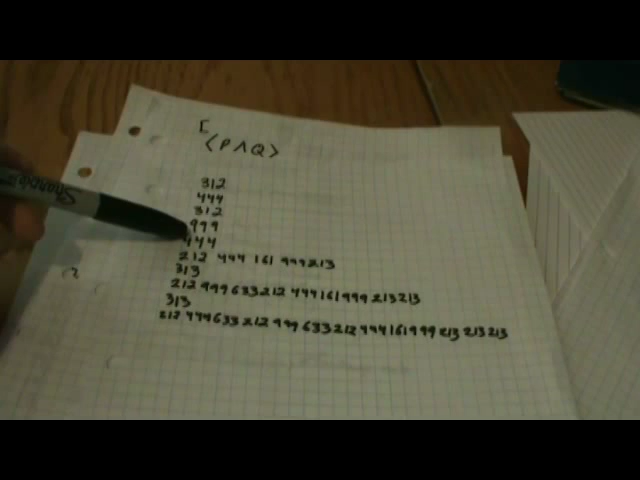 [
<P∧Q>
312
444
312
999
444
212 444 161 999 213
313
212 999 633 212 444 161 999 213 213
313
212 444 633 212 999 633 212 444 161 999 213 213 213
Sharpie